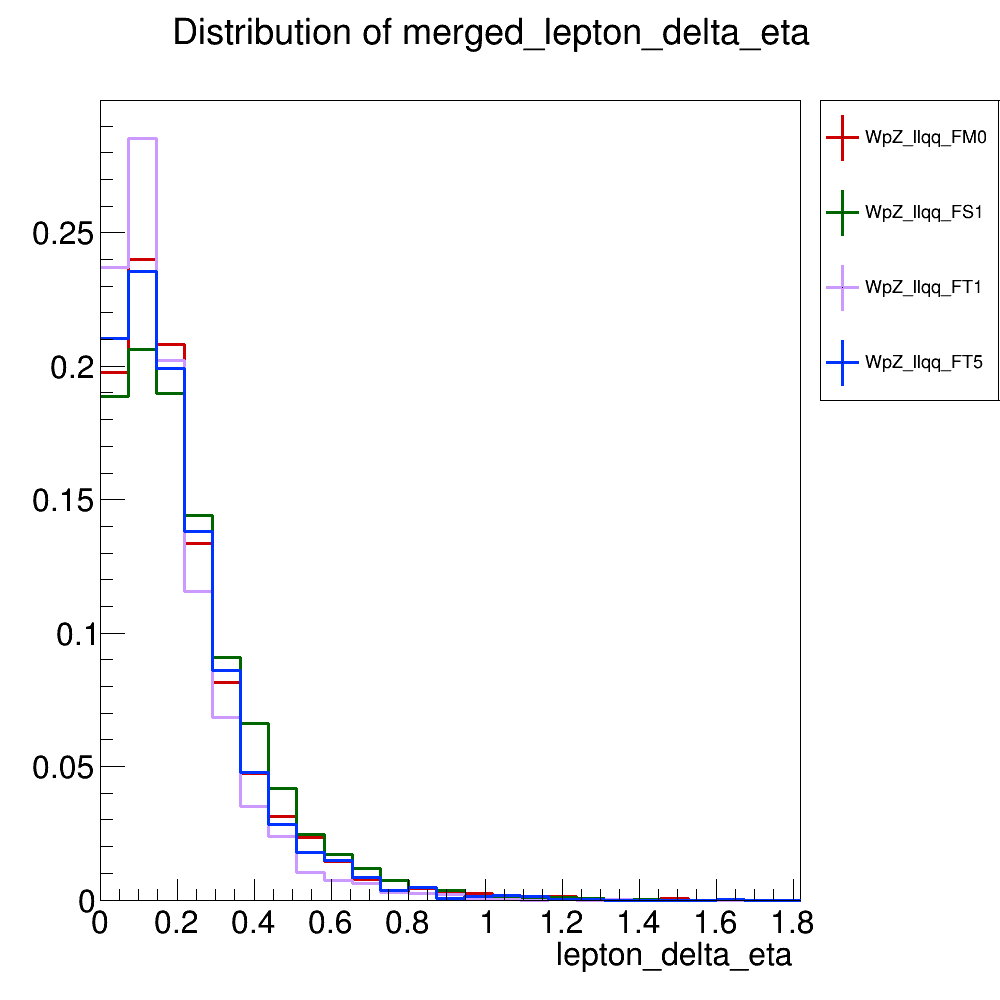 Distribution of merged_lepton_delta_eta
WpZ_llqq_FM0
WpZ_llqq_FS1
WpZ_llqq_FT1
WpZ_llqq_FT5
0.25
0.2
0.15
0.1
0.05
0
0 0.2 0.4 0.6 0.8 1 1.2 1.4 1.6 1.8
lepton_delta_eta